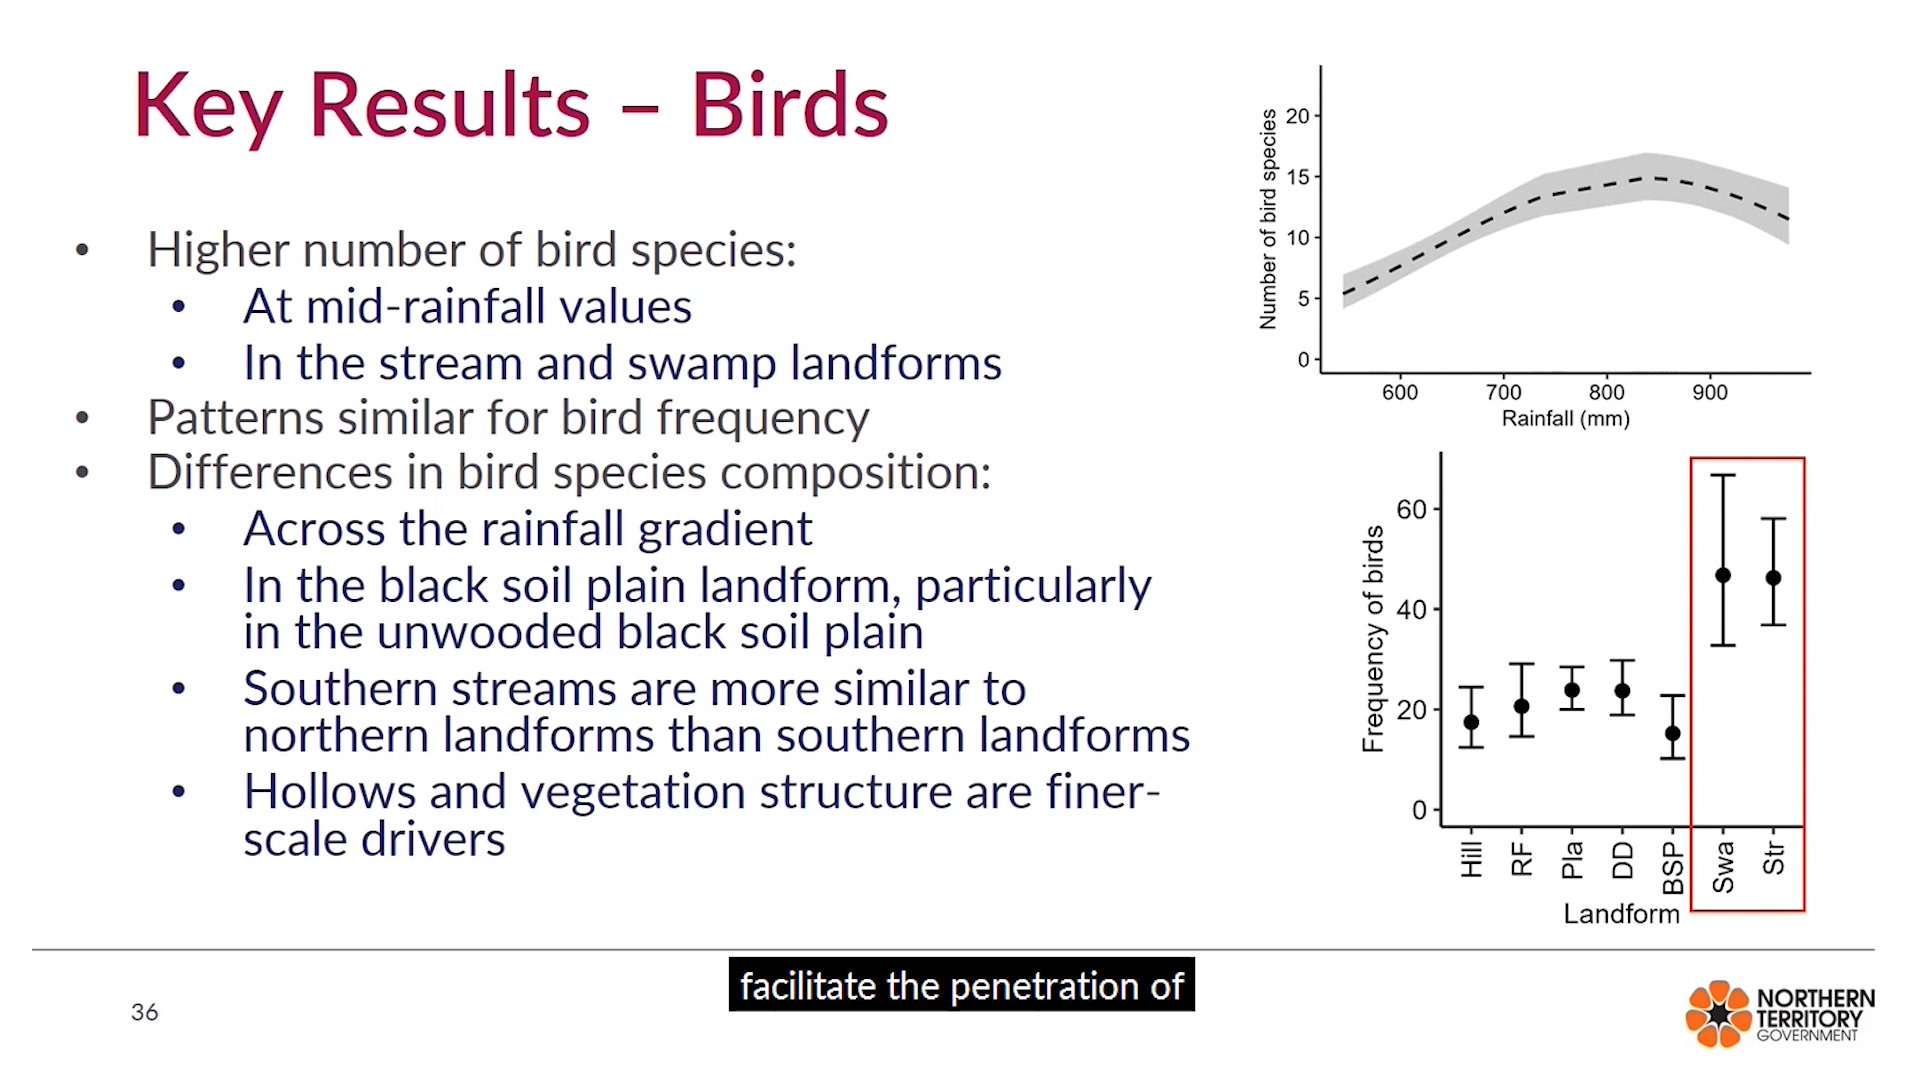 Key Results – Birds
• Higher number of bird species:
• At mid-rainfall values
• In the stream and swamp landforms
• Patterns similar for bird frequency
• Differences in bird species composition:
• Across the rainfall gradient
• In the black soil plain landform, particularly
in the unwooded black soil plain
• Southern streams are more similar to
northern landforms than southern landforms
• Hollows and vegetation structure are finer-
scale drivers
Number of bird species
20
15
10
5
0
600 700 800 900
Rainfall (mm)
Frequency of birds
60
40
20
0
Hill RF Pla DD BSP Swa Str
Landform
facilitate the penetration of
36
NORTHERN
TERRITORY
GOVERNMENT